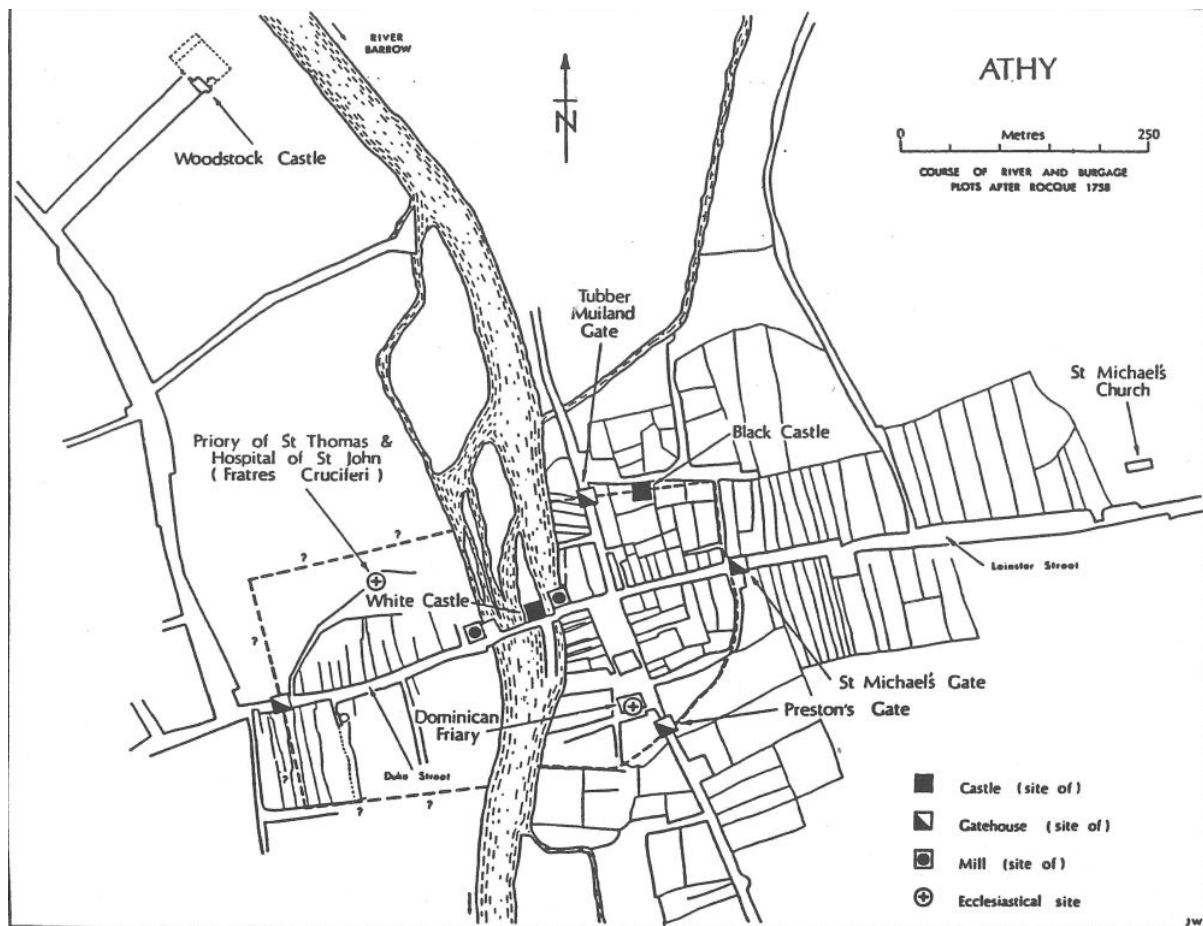 RIVER
BARROW
ATHY
N
0 Metres 250
COURSE OF RIVER AND BURGAGE
PLOTS AFTER ROCQUE 1758
Woodstock Castle
Tubber
Muiland
Gate
St Michael's
Church
Black Castle
Priory of St Thomas &
Hospital of St John
( Fratres Cruciferi )
?
?
?
White Castle
Leinster Street
St Michael's Gate
Preston's Gate
Dominican
Friary
Duke Street
?
?
?
Castle (site of)
Gatehouse (site of)
Mill (site of)
Ecclesiastical site
JW